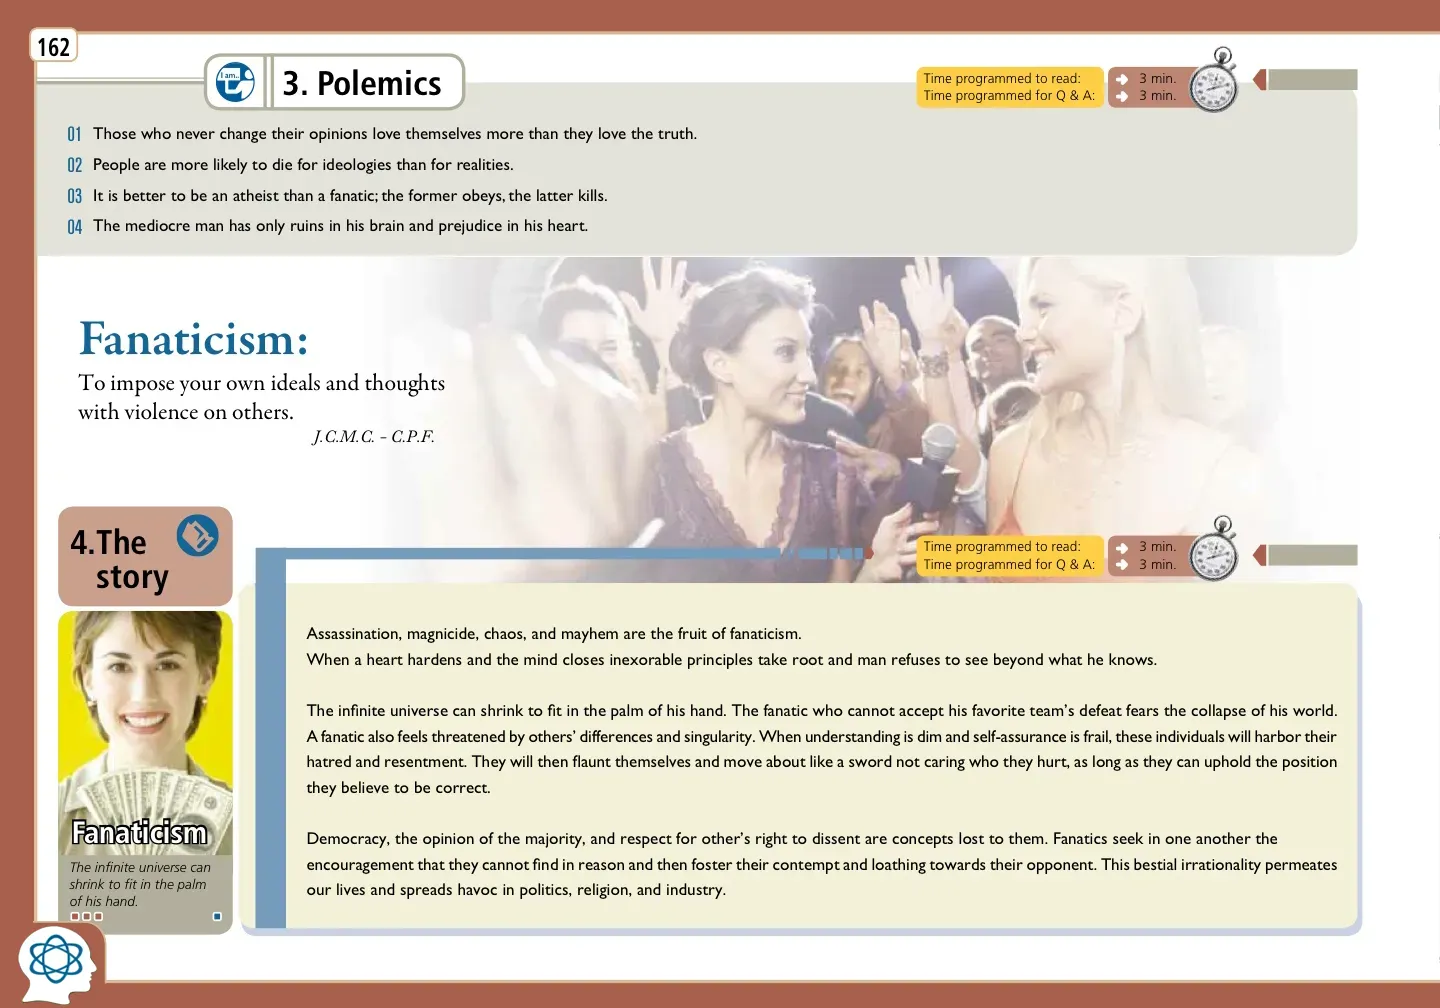 162
I am...
3. Polemics
Time programmed to read: 3 min.
Time programmed for Q & A: 3 min.
01 Those who never change their opinions love themselves more than they love the truth.
02 People are more likely to die for ideologies than for realities.
03 It is better to be an atheist than a fanatic; the former obeys, the latter kills.
04 The mediocre man has only ruins in his brain and prejudice in his heart.
Fanaticism:
To impose your own ideals and thoughts
with violence on others.
J.C.M.C. – C.P.F.
4.The
story
Time programmed to read: 3 min.
Time programmed for Q & A: 3 min.
Fanaticism
The infinite universe can
shrink to fit in the palm
of his hand.
Assassination, magnicide, chaos, and mayhem are the fruit of fanaticism.
When a heart hardens and the mind closes inexorable principles take root and man refuses to see beyond what he knows.
The infinite universe can shrink to fit in the palm of his hand. The fanatic who cannot accept his favorite team's defeat fears the collapse of his world.
A fanatic also feels threatened by others' differences and singularity. When understanding is dim and self-assurance is frail, these individuals will harbor their
hatred and resentment. They will then flaunt themselves and move about like a sword not caring who they hurt, as long as they can uphold the position
they believe to be correct.
Democracy, the opinion of the majority, and respect for other's right to dissent are concepts lost to them. Fanatics seek in one another the
encouragement that they cannot find in reason and then foster their contempt and loathing towards their opponent. This bestial irrationality permeates
our lives and spreads havoc in politics, religion, and industry.